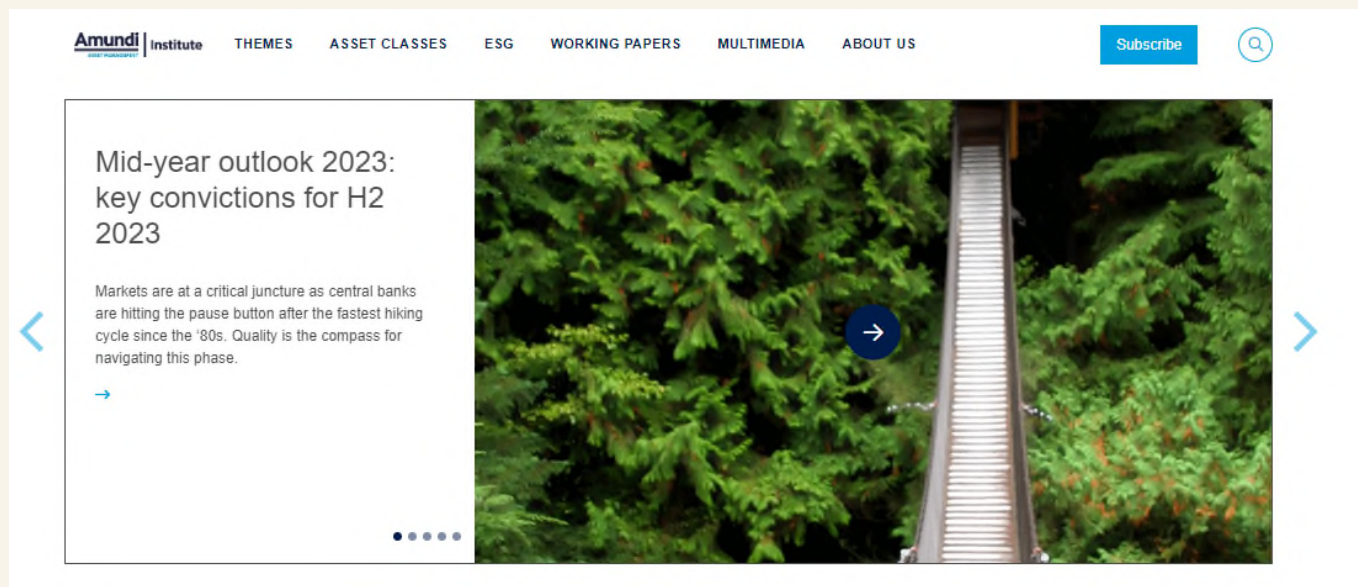 Amundi Institute
ASSET MANAGEMENT
THEMES ASSET CLASSES ESG WORKING PAPERS MULTIMEDIA ABOUT US Subscribe
Mid-year outlook 2023:
key convictions for H2
2023
Markets are at a critical juncture as central banks
are hitting the pause button after the fastest hiking
cycle since the ‘80s. Quality is the compass for
navigating this phase.